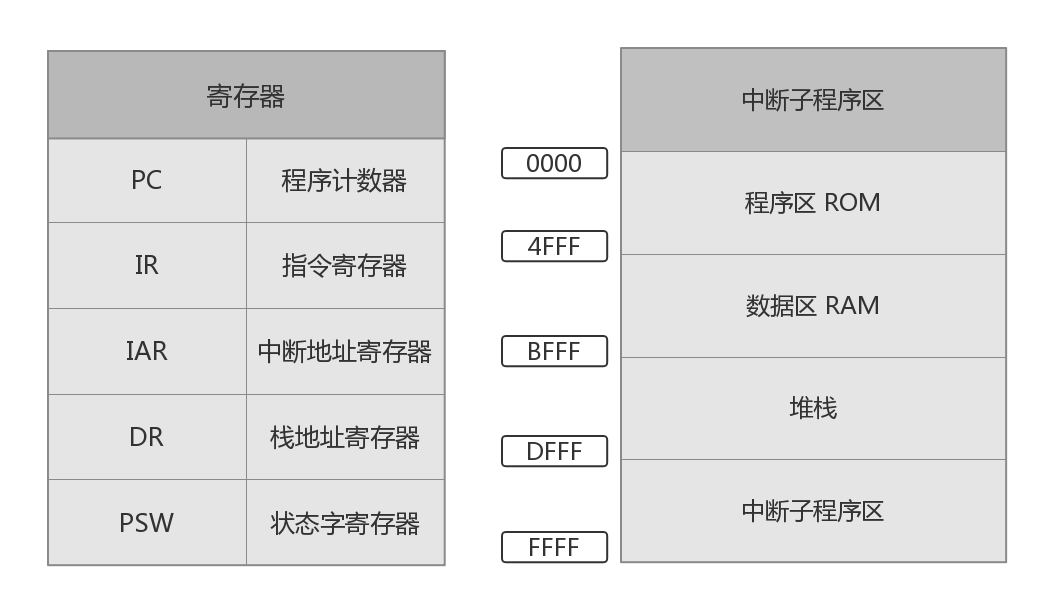 寄存器
PC 程序计数器
IR 指令寄存器
IAR 中断地址寄存器
DR 栈地址寄存器
PSW 状态字寄存器
0000
4FFF
BFFF
DFFF
FFFF
中断子程序区
程序区 ROM
数据区 RAM
堆栈
中断子程序区